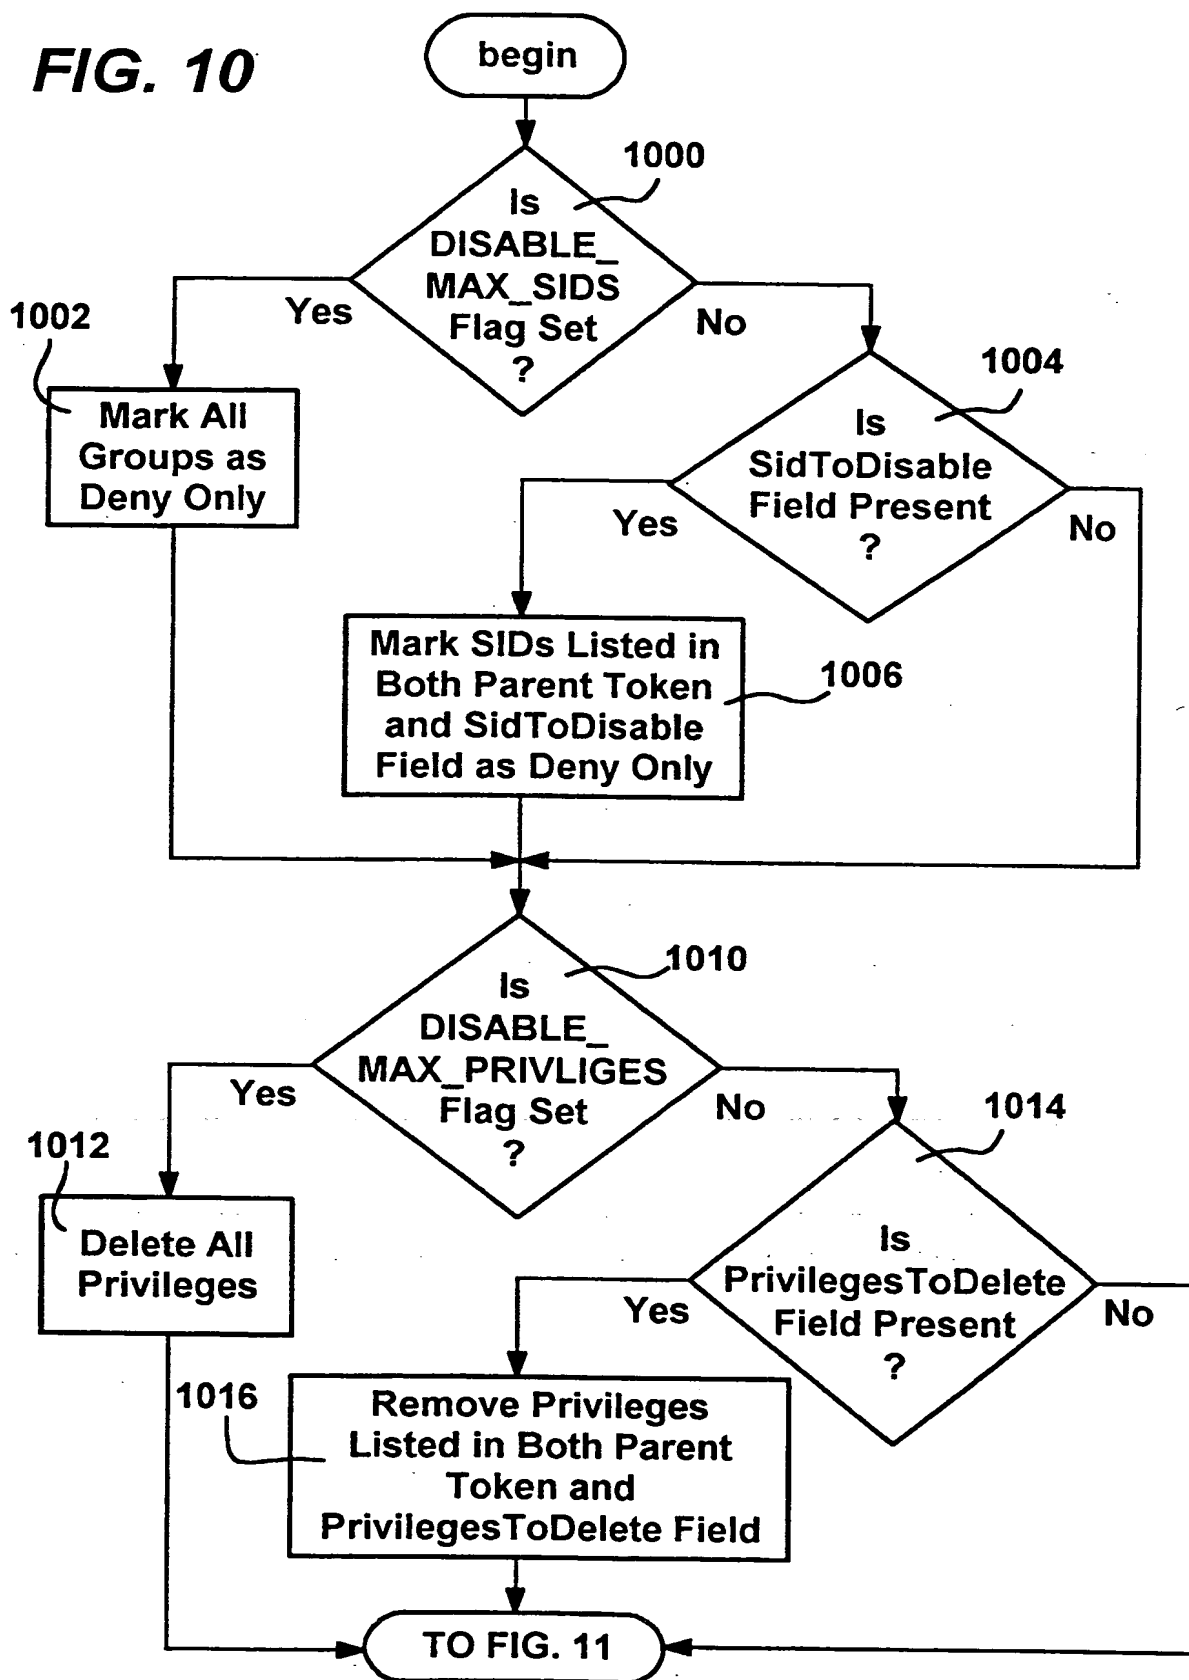 FIG. 10
begin
1000
Is
DISABLE_
MAX_SIDS
Flag Set
?
Yes
No
1002
Mark All
Groups as
Deny Only
1004
Is
SidToDisable
Field Present
?
Yes
No
Mark SIDs Listed in
Both Parent Token
and SidToDisable
Field as Deny Only
1006
1010
Is
DISABLE_
MAX_PRIVLIGES
Flag Set
?
Yes
No
1012
Delete All
Privileges
1014
Is
PrivilegesToDelete
Field Present
?
Yes
No
1016
Remove Privileges
Listed in Both Parent
Token and
PrivilegesToDelete Field
TO FIG. 11